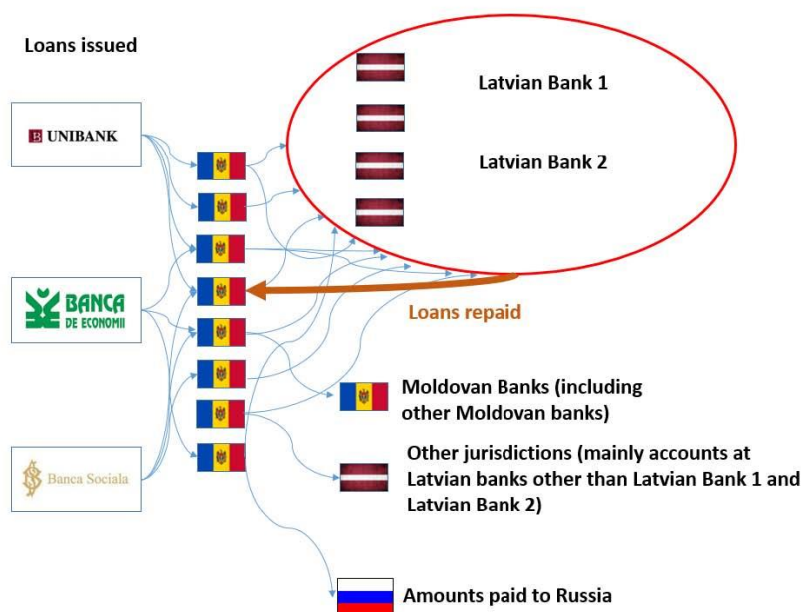 Loans issued
Latvian Bank 1
UNIBANK
Latvian Bank 2
BANCA
DE ECONOMII
Loans repaid
Moldovan Banks (including
other Moldovan banks)
Other jurisdictions (mainly accounts at
Latvian banks other than Latvian Bank 1 and
Latvian Bank 2)
Banca Sociala
Amounts paid to Russia